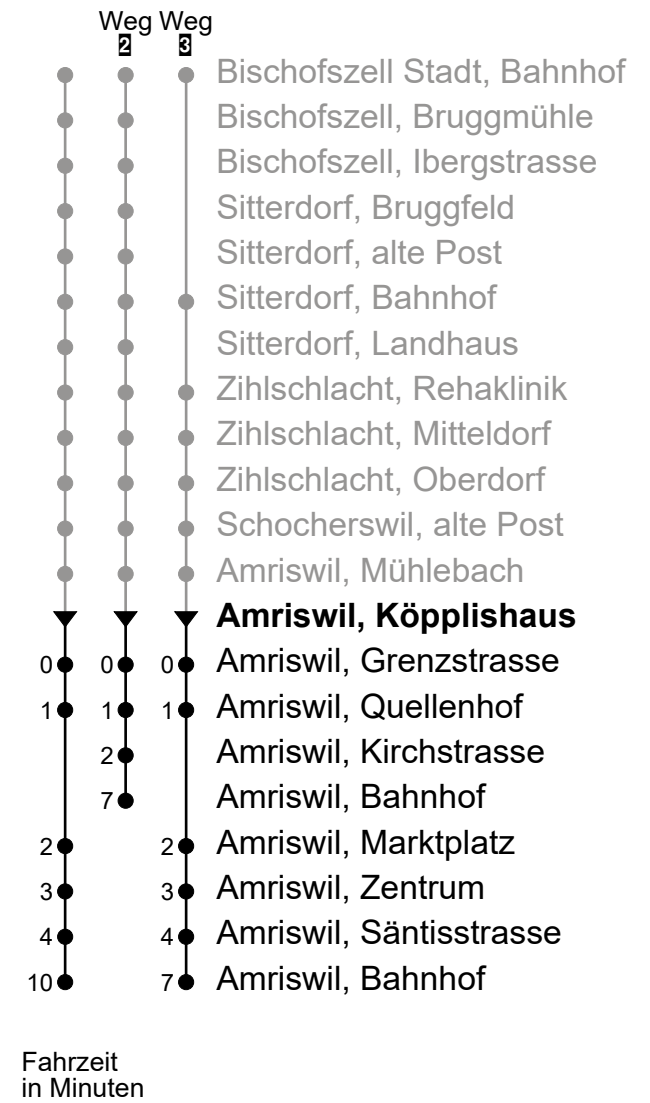 Weg Weg
2 3
Bischofszell Stadt, Bahnhof
Bischofszell, Bruggmühle
Bischofszell, Ibergstrasse
Sitterdorf, Bruggfeld
Sitterdorf, alte Post
Sitterdorf, Bahnhof
Sitterdorf, Landhaus
Zihlschlacht, Rehaklinik
Zihlschlacht, Mitteldorf
Zihlschlacht, Oberdorf
Schocherswil, alte Post
Amriswil, Mühlebach
Amriswil, Köpplishaus
0 0 0 Amriswil, Grenzstrasse
1 1 1 Amriswil, Quellenhof
2 Amriswil, Kirchstrasse
7 Amriswil, Bahnhof
2 2 Amriswil, Marktplatz
3 3 Amriswil, Zentrum
4 4 Amriswil, Säntisstrasse
10 7 Amriswil, Bahnhof
Fahrzeit
in Minuten